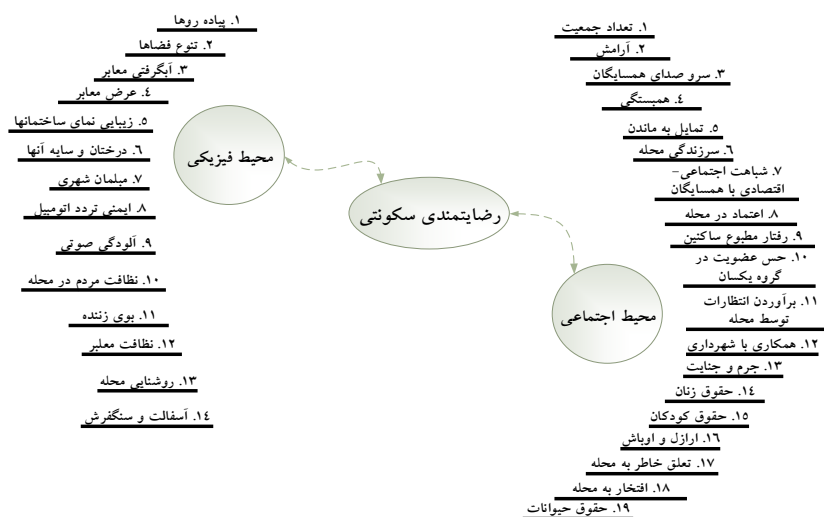 ۱. تعداد جمعیت
۲. آرامش
۳. سرو صدای همسایگان
۴. همبستگی
۵. تمایل به ماندن
۶. سرزندگی محله
۷. شباهت اجتماعی-
اقتصادی با همسایگان
۸. اعتماد در محله
۹. رفتار مطبوع ساکنین
۱۰. حس عضویت در
گروه یکسان
۱۱. برآوردن انتظارات
توسط محله
۱۲. همکاری با شهرداری
۱۳. جرم و جنایت
۱۴. حقوق زنان
۱۵. حقوق کودکان
۱۶. ارازل و اوباش
۱۷. تعلق خاطر به محله
۱۸. افتخار به محله
۱۹. حقوق حیوانات
محیط اجتماعی
رضایتمندی سکونتی
محیط فیزیکی
۱. پیاده روها
۲. تنوع فضاها
۳. آبگرفتی معابر
۴. عرض معابر
۵. زیبایی نمای ساختمانها
۶. درختان و سایه آنها
۷. مبلمان شهری
۸. ایمنی تردد اتومبیل
۹. آلودگی صوتی
۱۰. نظافت مردم در محله
۱۱. بوی زننده
۱۲. نظافت معلبر
۱۳. روشنایی محله
۱۴. آسفالت و سنگفرش